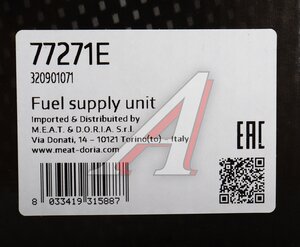 77271E
320901071
Fuel supply unit
Imported & Distribuited by
M.E.A.T. & D.O.R.I.A. S.r.l.
Via Donati, 14 - 10121 Torino(to) - Italy
www.meat-doria.com
EAC
8 033419 315887